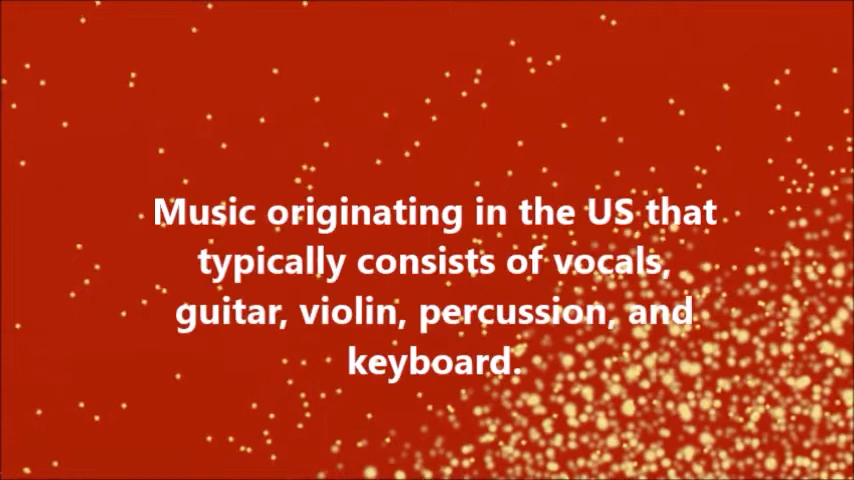 Music originating in the US that
typically consists of vocals,
guitar, violin, percussion, and
keyboard.